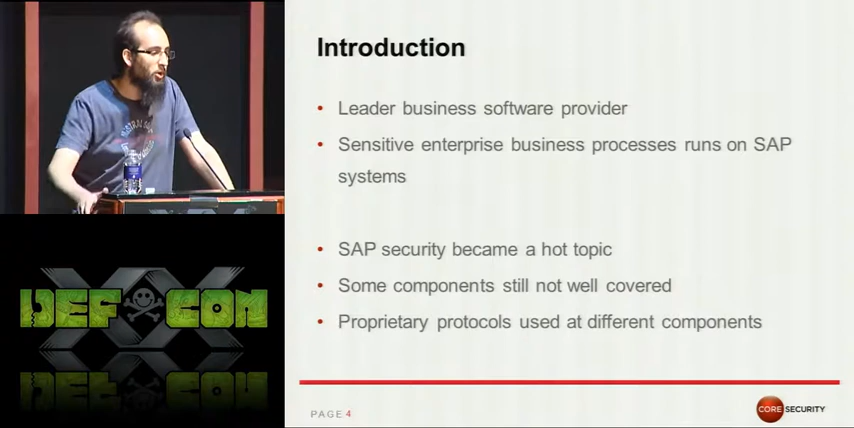 Introduction
• Leader business software provider
• Sensitive enterprise business processes runs on SAP
systems
• SAP security became a hot topic
• Some components still not well covered
• Proprietary protocols used at different components
PAGE 4
CORE SECURITY
DEF CON
XX